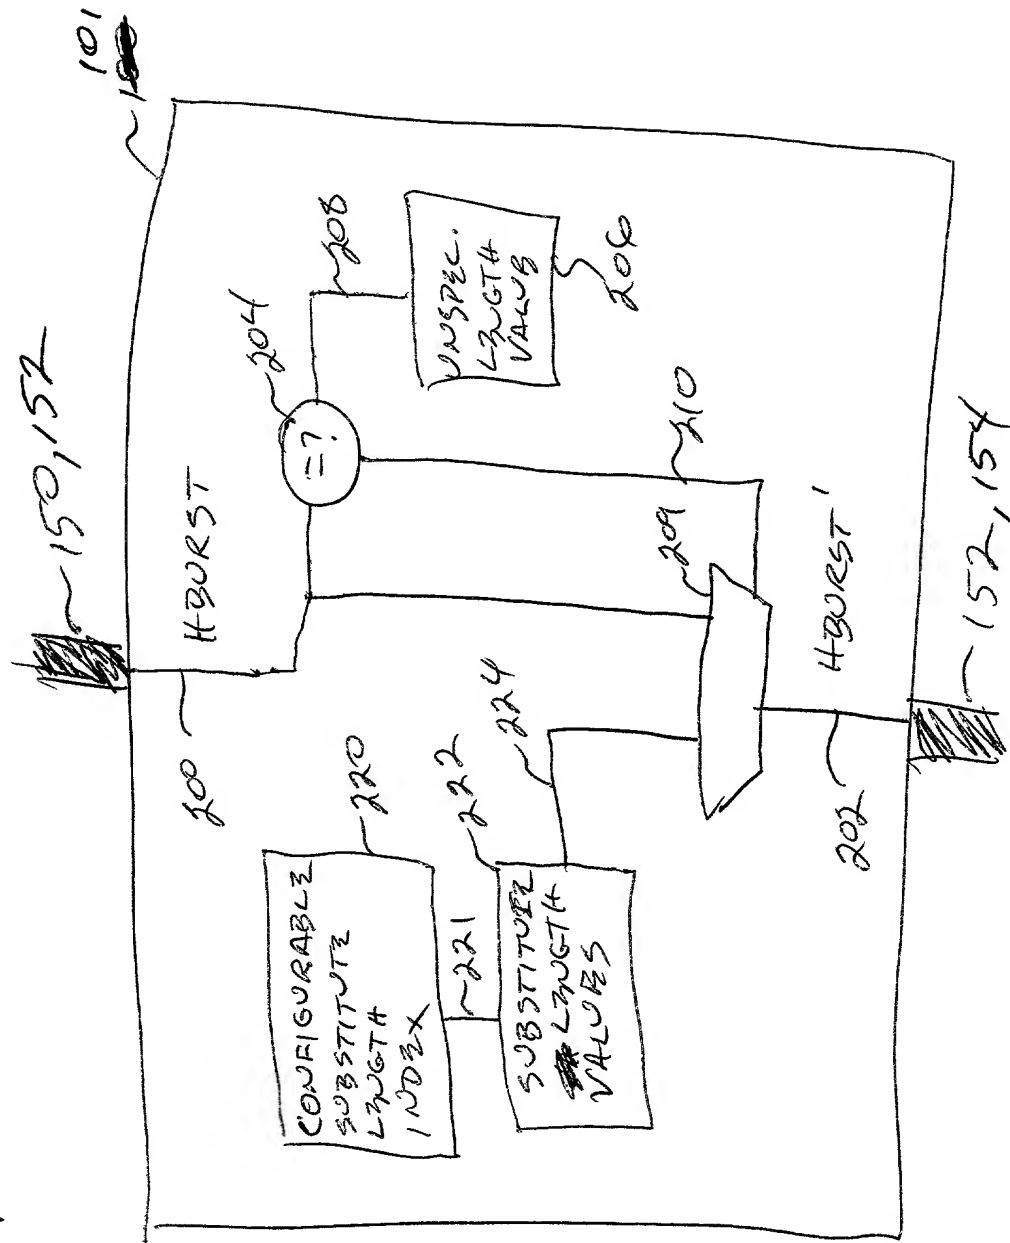 101
150, 152
HBURST
200
204
208
UNSPEC.
LENGTH
VALUE
206
210
209
CONFIGURABLE
SUBSTITUTE
LENGTH
INDEX
220
221
222
SUBSTITUTE
LENGTH
VALUES
224
=?
HBURST'
202
152, 154